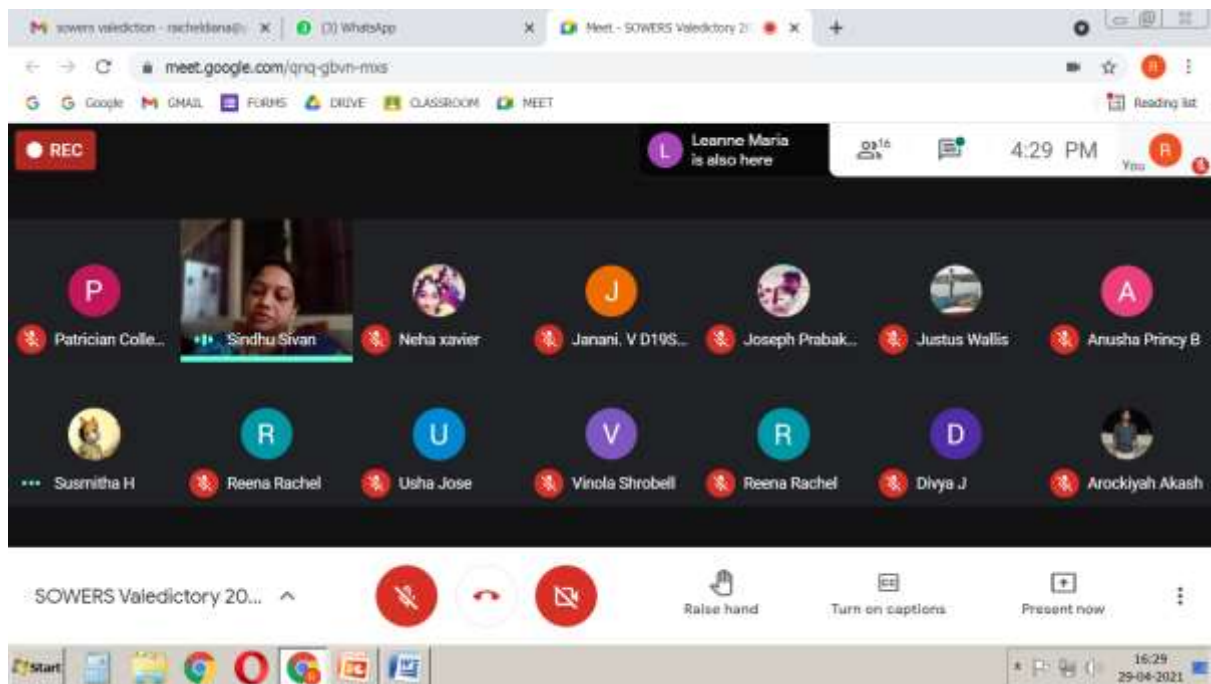 sowers valediction - racheldiana@
(3) WhatsApp
Meet - SOWERS Valedictory 2
meet.google.com/qnq-gbvn-mxs
Google
GMAIL
FORMS
DRIVE
CLASSROOM
MEET
Reading list
R
REC
L
Leanne Maria
is also here
16
4:29 PM
You
R
P
J
A
Patrician Colle...
Sindhu Sivan
Neha xavier
Janani. V D19S...
Joseph Prabak...
Justus Wallis
Anusha Princy B
R
U
V
R
D
Susmitha H
Reena Rachel
Usha Jose
Vinola Shrobell
Reena Rachel
Divya J
Arockiyah Akash
SOWERS Valedictory 20...
Raise hand
Turn on captions
Present now
Start
16:29
29-04-2021